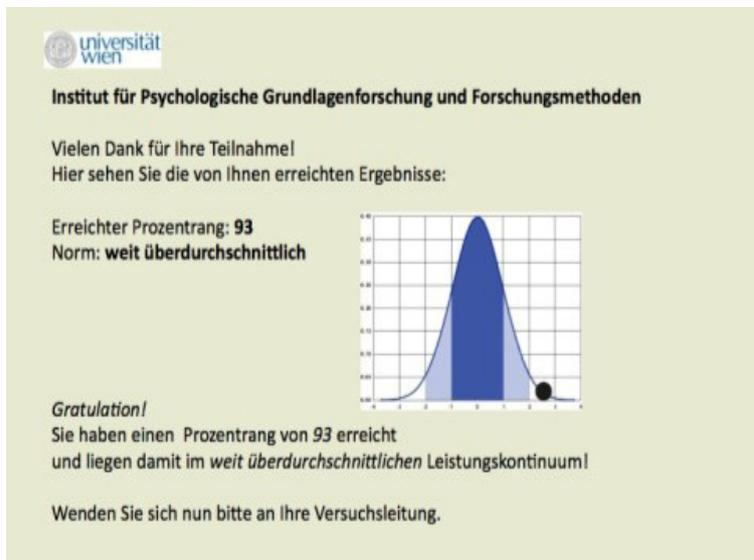 universität
wien
Institut für Psychologische Grundlagenforschung und Forschungsmethoden
Vielen Dank für Ihre Teilnahme!
Hier sehen Sie die von Ihnen erreichten Ergebnisse:
Erreichter Prozentrang: 93
Norm: weit überdurchschnittlich
Gratulation!
Sie haben einen Prozentrang von 93 erreicht
und liegen damit im weit überdurchschnittlichen Leistungskontinuum!
Wenden Sie sich nun bitte an Ihre Versuchsleitung.